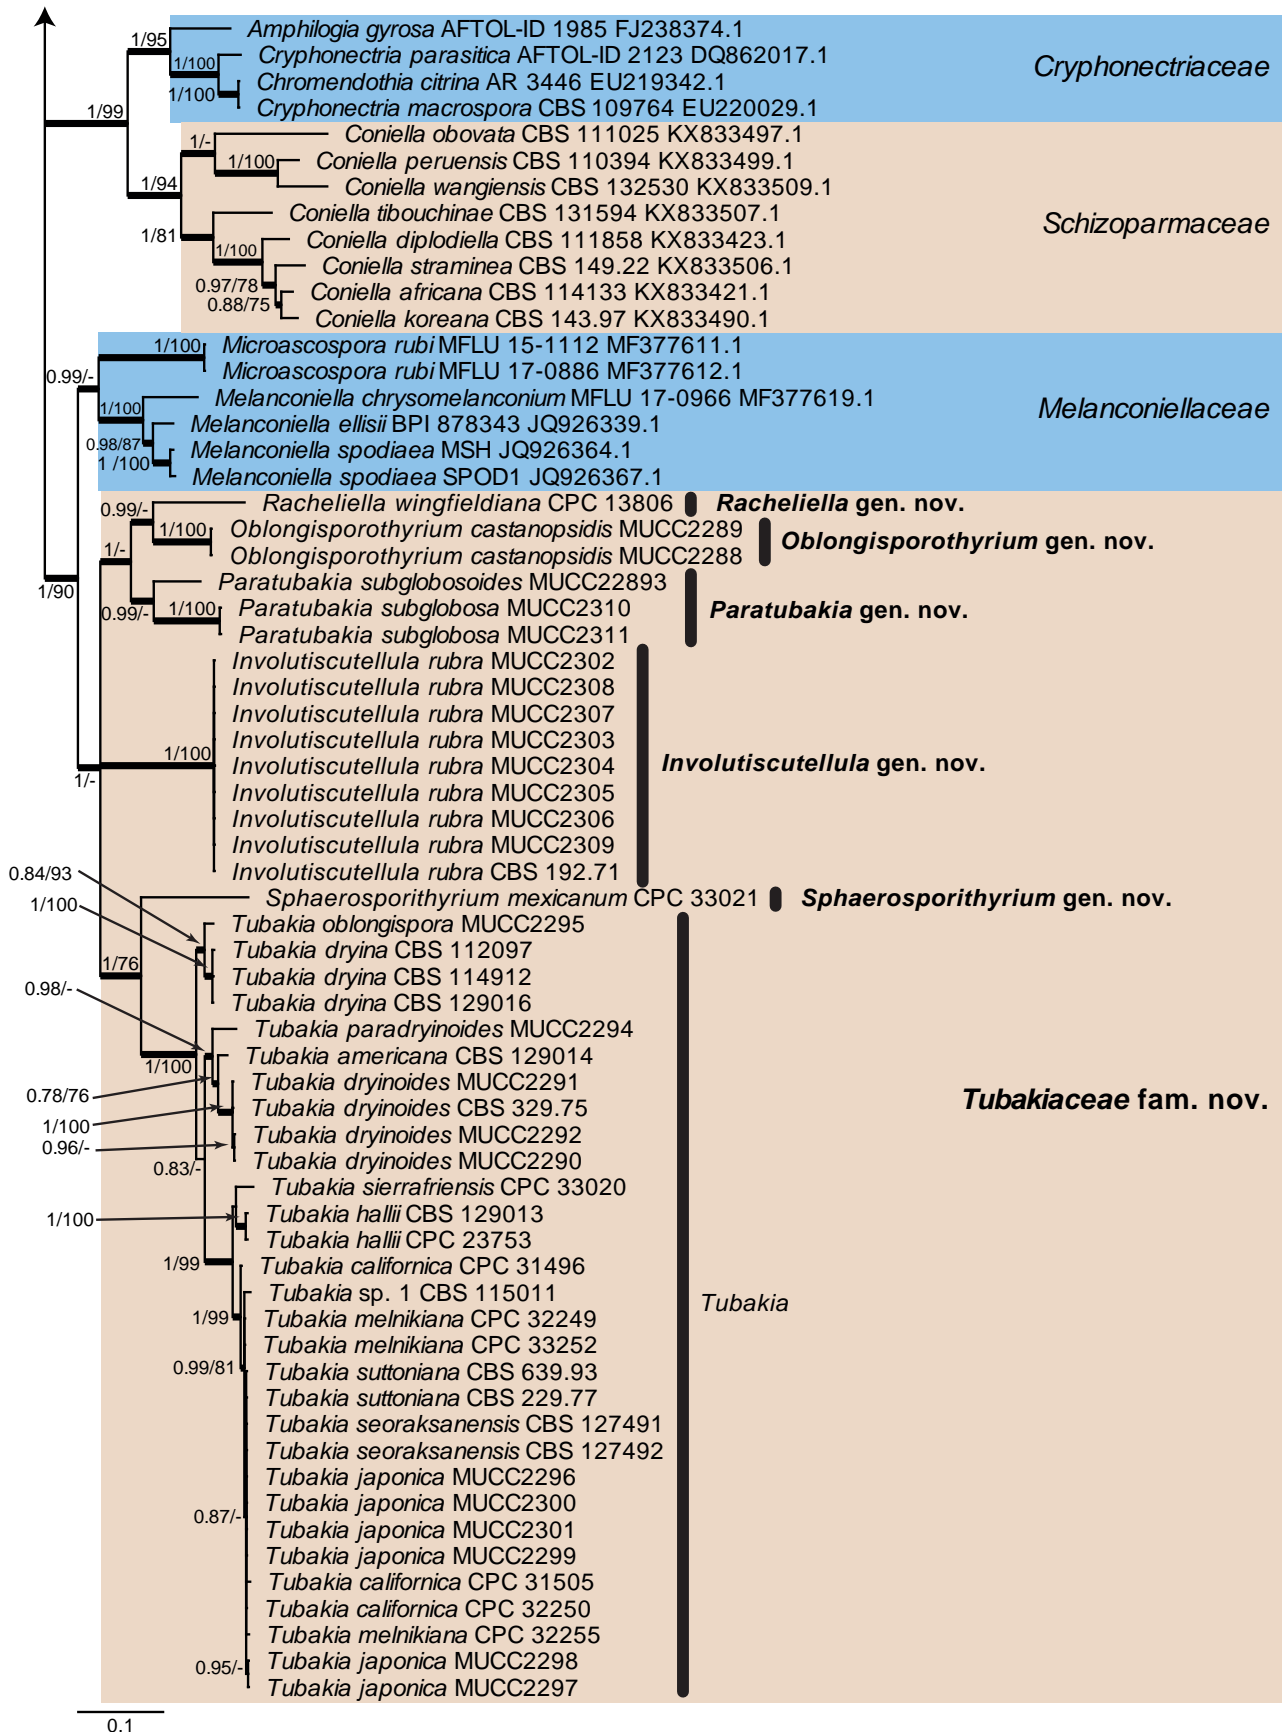 1/95
Amphilogia gyrosa AFTOL-ID 1985 FJ238374.1
1/100
Cryphonectria parasitica AFTOL-ID 2123 DQ862017.1
Cryphonectriaceae
1/100
Chromendothia citrina AR 3446 EU219342.1
1/99
Cryphonectria macrospora CBS 109764 EU220029.1
1/-
Coniella obovata CBS 111025 KX833497.1
1/100
Coniella peruensis CBS 110394 KX833499.1
1/94
Coniella wangiensis CBS 132530 KX833509.1
Coniella tibouchinae CBS 131594 KX833507.1
Schizoparmaceae
1/81
1/100
Coniella diplodiella CBS 111858 KX833423.1
Coniella straminea CBS 149.22 KX833506.1
0.97/78
Coniella africana CBS 114133 KX833421.1
0.88/75
Coniella koreana CBS 143.97 KX833490.1
1/100
Microascospora rubi MFLU 15-1112 MF377611.1
0.99/-
Microascospora rubi MFLU 17-0886 MF377612.1
Melanconiella chrysomelanconium MFLU 17-0966 MF377619.1
Melanconiellaceae
1/100
Melanconiella ellisii BPI 878343 JQ926339.1
0.98/87
Melanconiella spodiaea MSH JQ926364.1
1 /100
Melanconiella spodiaea SPOD1 JQ926367.1
0.99/-
Racheliella wingfieldiana CPC 13806
Racheliella gen. nov.
1/100
Oblongisporothyrium castanopsidis MUCC2289
Oblongisporothyrium gen. nov.
1/-
Oblongisporothyrium castanopsidis MUCC2288
1/90
Paratubakia subglobosoides MUCC22893
0.99/-
1/100
Paratubakia subglobosa MUCC2310
Paratubakia gen. nov.
Paratubakia subglobosa MUCC2311
Involutiscutellula rubra MUCC2302
Involutiscutellula rubra MUCC2308
Involutiscutellula rubra MUCC2307
Involutiscutellula rubra MUCC2303
1/100
Involutiscutellula rubra MUCC2304
Involutiscutellula gen. nov.
1/-
Involutiscutellula rubra MUCC2305
Involutiscutellula rubra MUCC2306
Involutiscutellula rubra MUCC2309
Involutiscutellula rubra CBS 192.71
0.84/93
Sphaerosporithyrium mexicanum CPC 33021
Sphaerosporithyrium gen. nov.
1/100
Tubakia oblongispora MUCC2295
Tubakia dryina CBS 112097
1/76
Tubakia dryina CBS 114912
0.98/-
Tubakia dryina CBS 129016
Tubakia paradryinoides MUCC2294
1/100
Tubakia americana CBS 129014
0.78/76
Tubakia dryinoides MUCC2291
Tubakia dryinoides CBS 329.75
Tubakiaceae fam. nov.
1/100
Tubakia dryinoides MUCC2292
0.96/-
Tubakia dryinoides MUCC2290
0.83/-
Tubakia sierrafriensis CPC 33020
1/100
Tubakia hallii CBS 129013
Tubakia hallii CPC 23753
1/99
Tubakia californica CPC 31496
Tubakia sp. 1 CBS 115011
Tubakia
1/99
Tubakia melnikiana CPC 32249
Tubakia melnikiana CPC 33252
0.99/81
Tubakia suttoniana CBS 639.93
Tubakia suttoniana CBS 229.77
Tubakia seoraksanensis CBS 127491
Tubakia seoraksanensis CBS 127492
Tubakia japonica MUCC2296
Tubakia japonica MUCC2300
0.87/-
Tubakia japonica MUCC2301
Tubakia japonica MUCC2299
Tubakia californica CPC 31505
Tubakia californica CPC 32250
Tubakia melnikiana CPC 32255
0.95/-
Tubakia japonica MUCC2298
Tubakia japonica MUCC2297
0.1